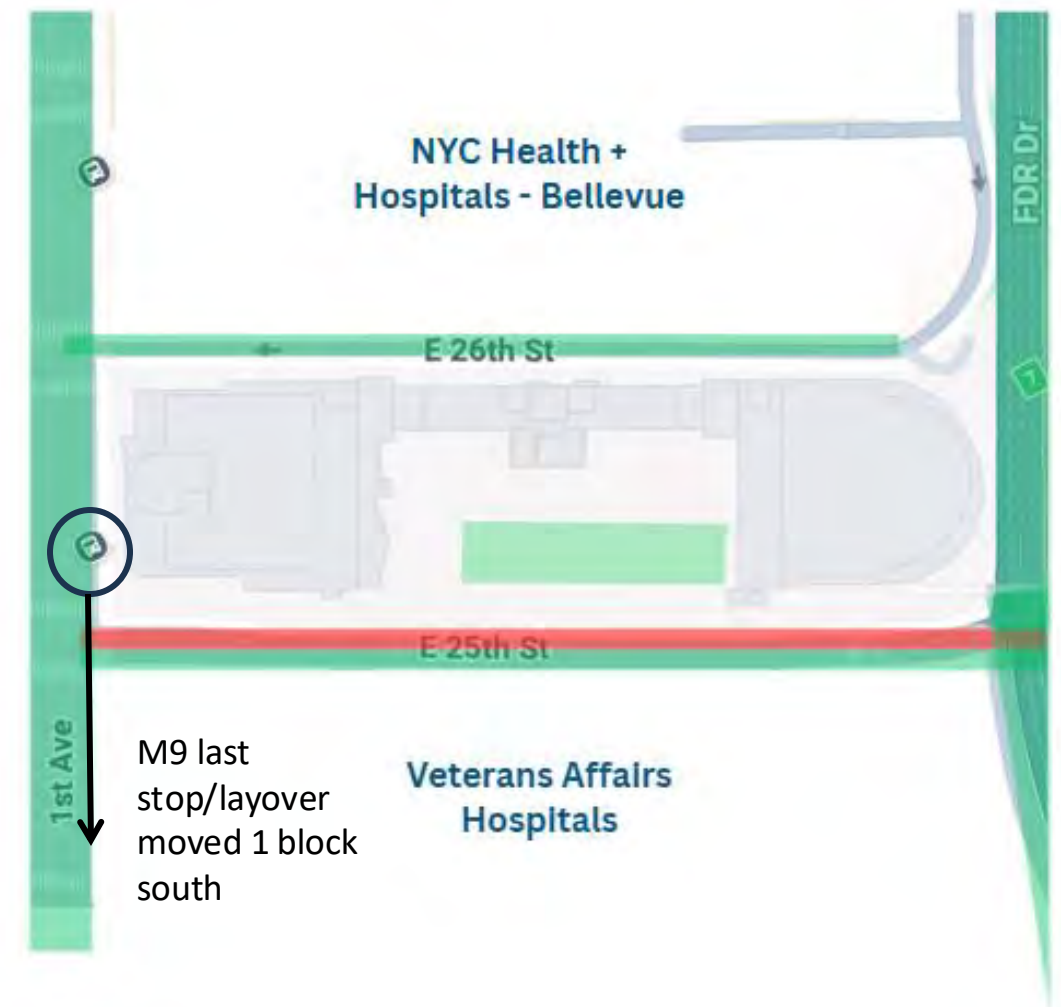 NYC Health +
Hospitals - Bellevue
FDR Dr
E 26th St
E 25th St
1st Ave
M9 last
stop/layover
moved 1 block
south
Veterans Affairs
Hospitals